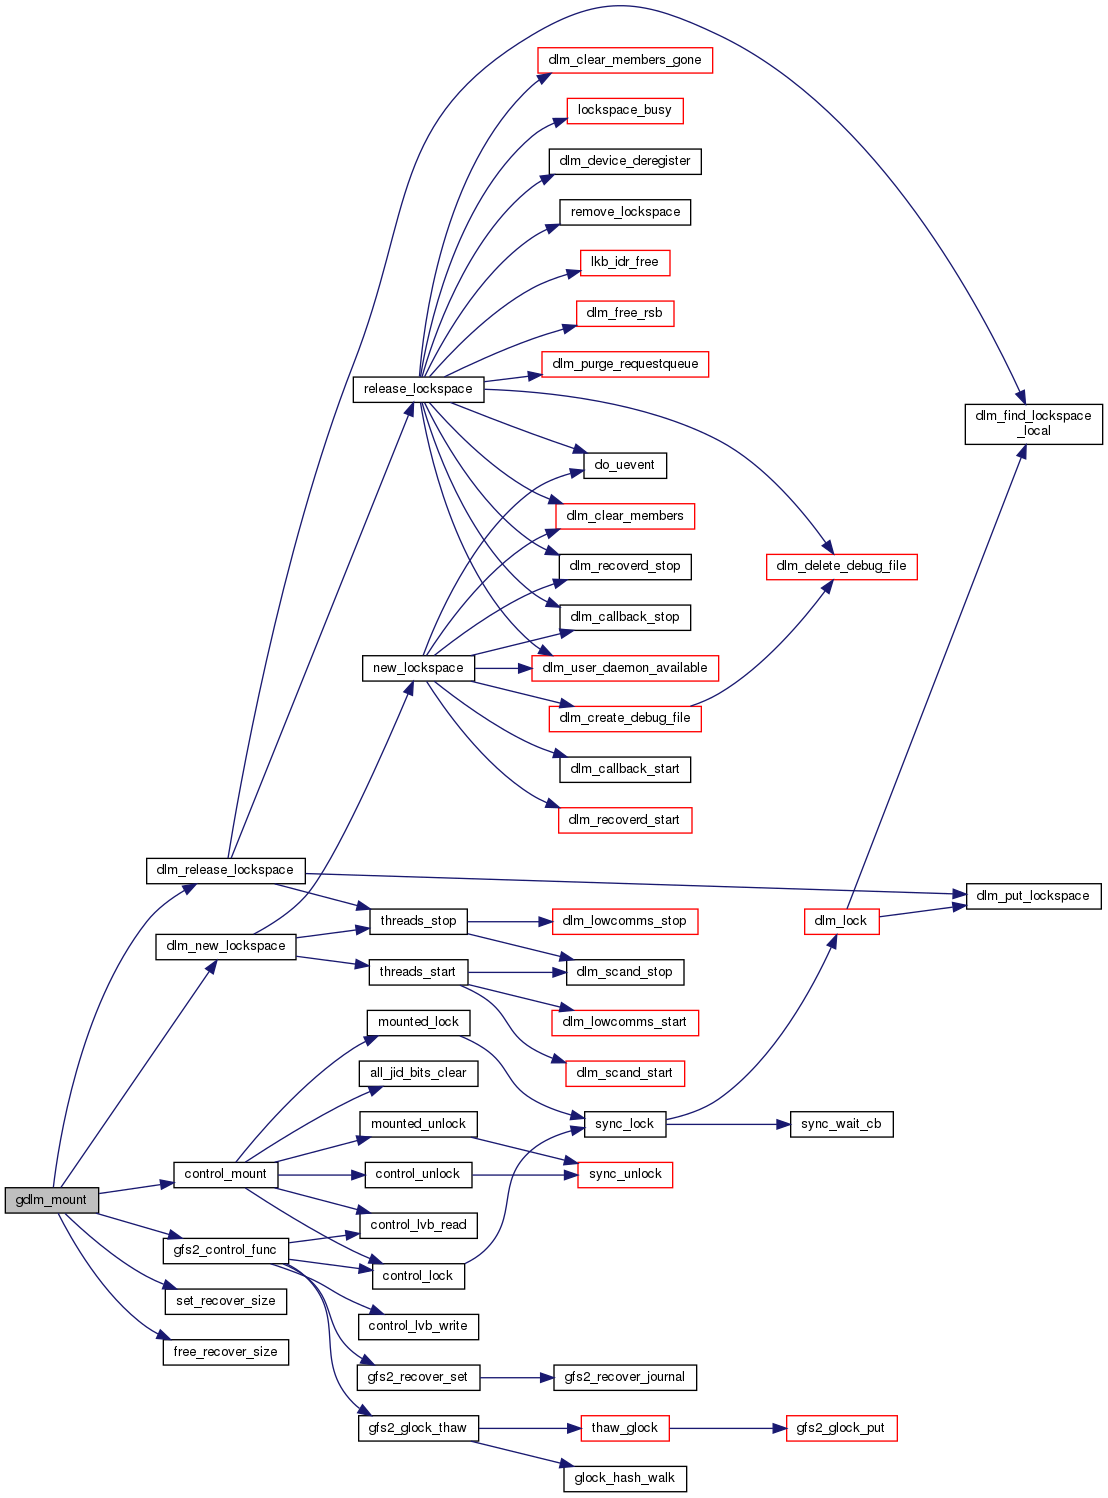 dlm_clear_members_gone
lockspace_busy
dlm_device_deregister
remove_lockspace
lkb_idr_free
dlm_free_rsb
dlm_purge_requestqueue
release_lockspace
dlm_find_lockspace
_local
do_uevent
dlm_clear_members
dlm_recoverd_stop
dlm_delete_debug_file
dlm_callback_stop
new_lockspace
dlm_user_daemon_available
dlm_create_debug_file
dlm_callback_start
dlm_recoverd_start
dlm_release_lockspace
dlm_put_lockspace
threads_stop
dlm_lowcomms_stop
dlm_lock
dlm_new_lockspace
threads_start
dlm_scand_stop
mounted_lock
dlm_lowcomms_start
all_jid_bits_clear
dlm_scand_start
mounted_unlock
sync_lock
sync_wait_cb
control_mount
control_unlock
sync_unlock
gdlm_mount
control_lvb_read
gfs2_control_func
control_lock
set_recover_size
control_lvb_write
free_recover_size
gfs2_recover_set
gfs2_recover_journal
gfs2_glock_thaw
thaw_glock
gfs2_glock_put
glock_hash_walk